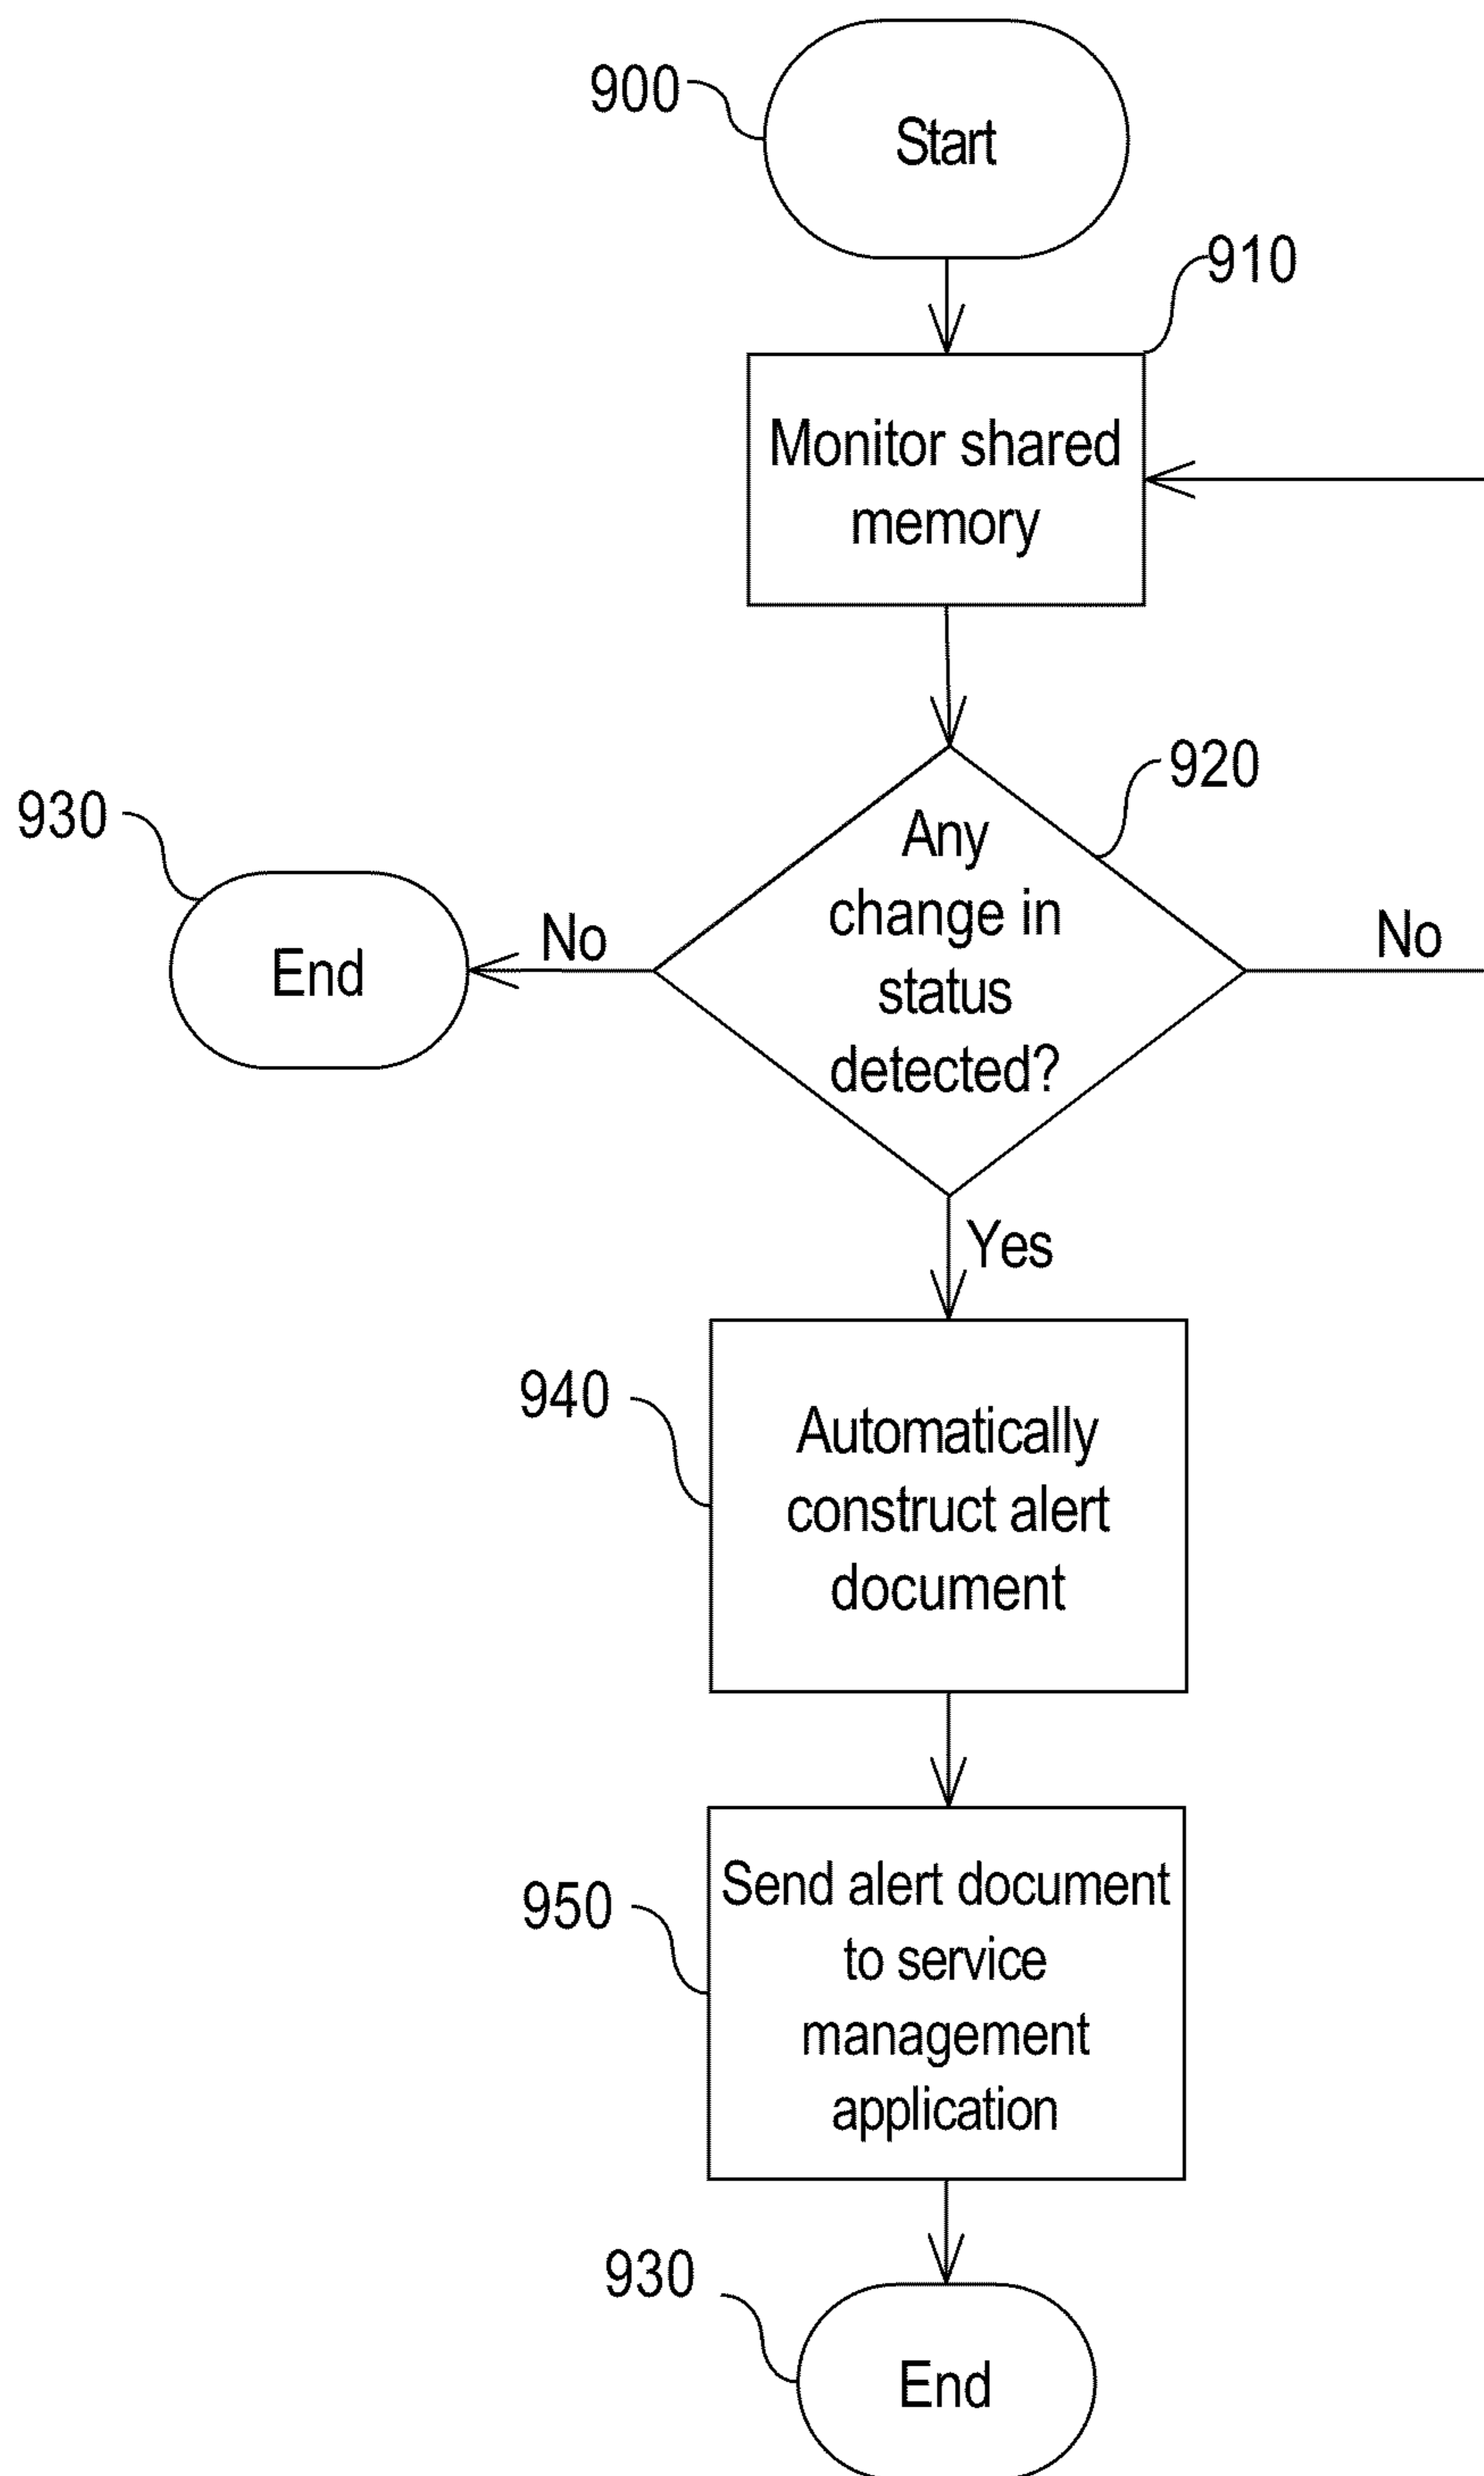 900
Start
910
Monitor shared
memory
920
930
Any
change in
status
detected?
No
End
No
Yes
940
Automatically
construct alert
document
950
Send alert document
to service
management
application
930
End